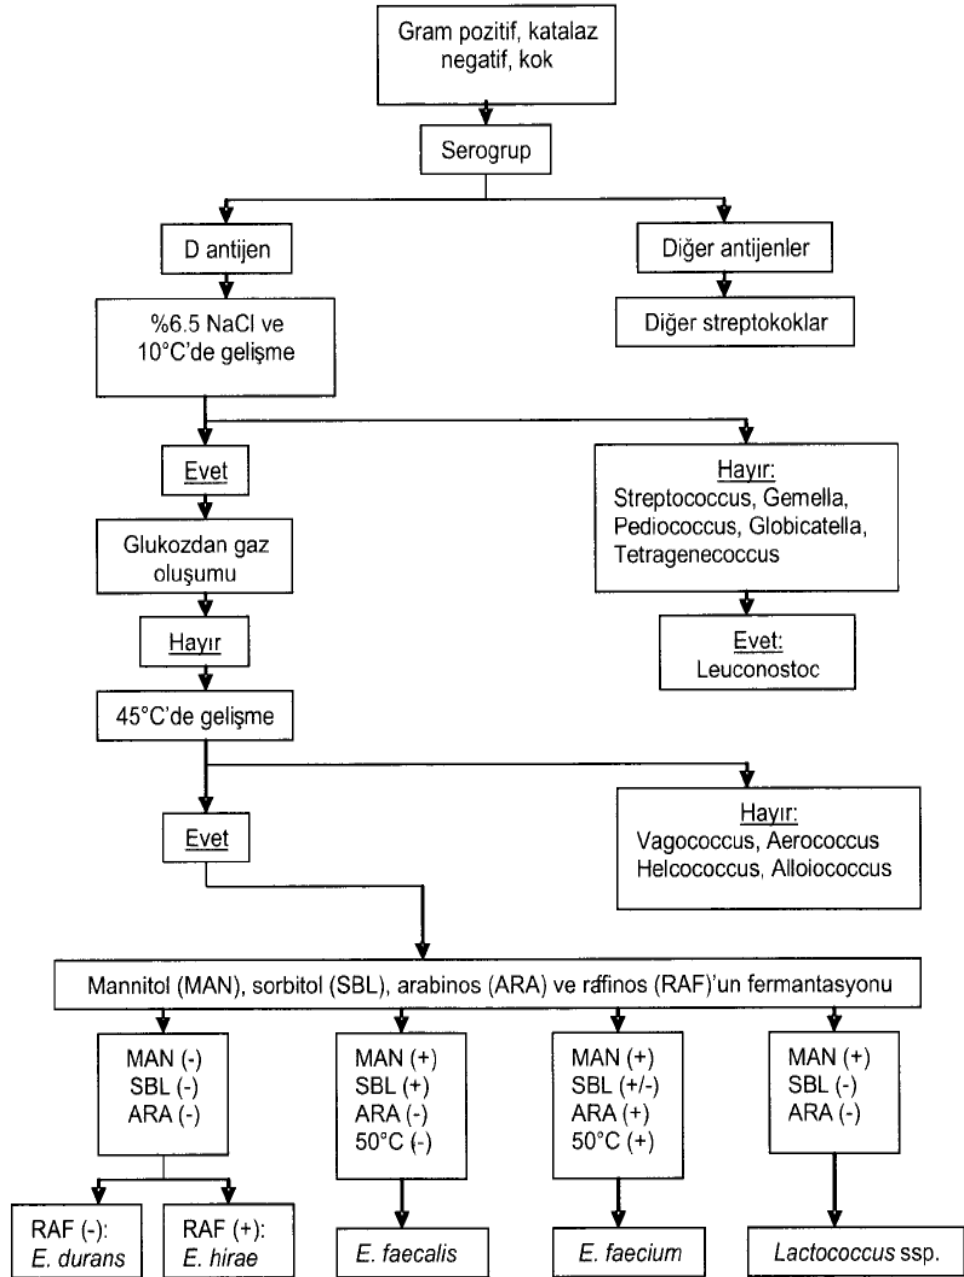 Gram pozitif, katalaz
negatif, kok
Serogrup
D antijen
Diğer antijenler
%6.5 NaCl ve
10°C'de gelişme
Diğer streptokoklar
Evet
Hayır:
Streptococcus, Gemella,
Pediococcus, Globicatella,
Tetragenecoccus
Glukozdan gaz
oluşumu
Hayır
Evet:
Leuconostoc
45°C'de gelişme
Evet
Hayır:
Vagococcus, Aerococcus
Helcococcus, Alloiococcus
Mannitol (MAN), sorbitol (SBL), arabinos (ARA) ve raffinos (RAF)'un fermantasyonu
MAN (-)
SBL (-)
ARA (-)
MAN (+)
SBL (+)
ARA (-)
50°C (-)
MAN (+)
SBL (+/-)
ARA (+)
50°C (+)
MAN (+)
SBL (-)
ARA (-)
RAF (-):
E. durans
RAF (+):
E. hirae
E. faecalis
E. faecium
Lactococcus ssp.